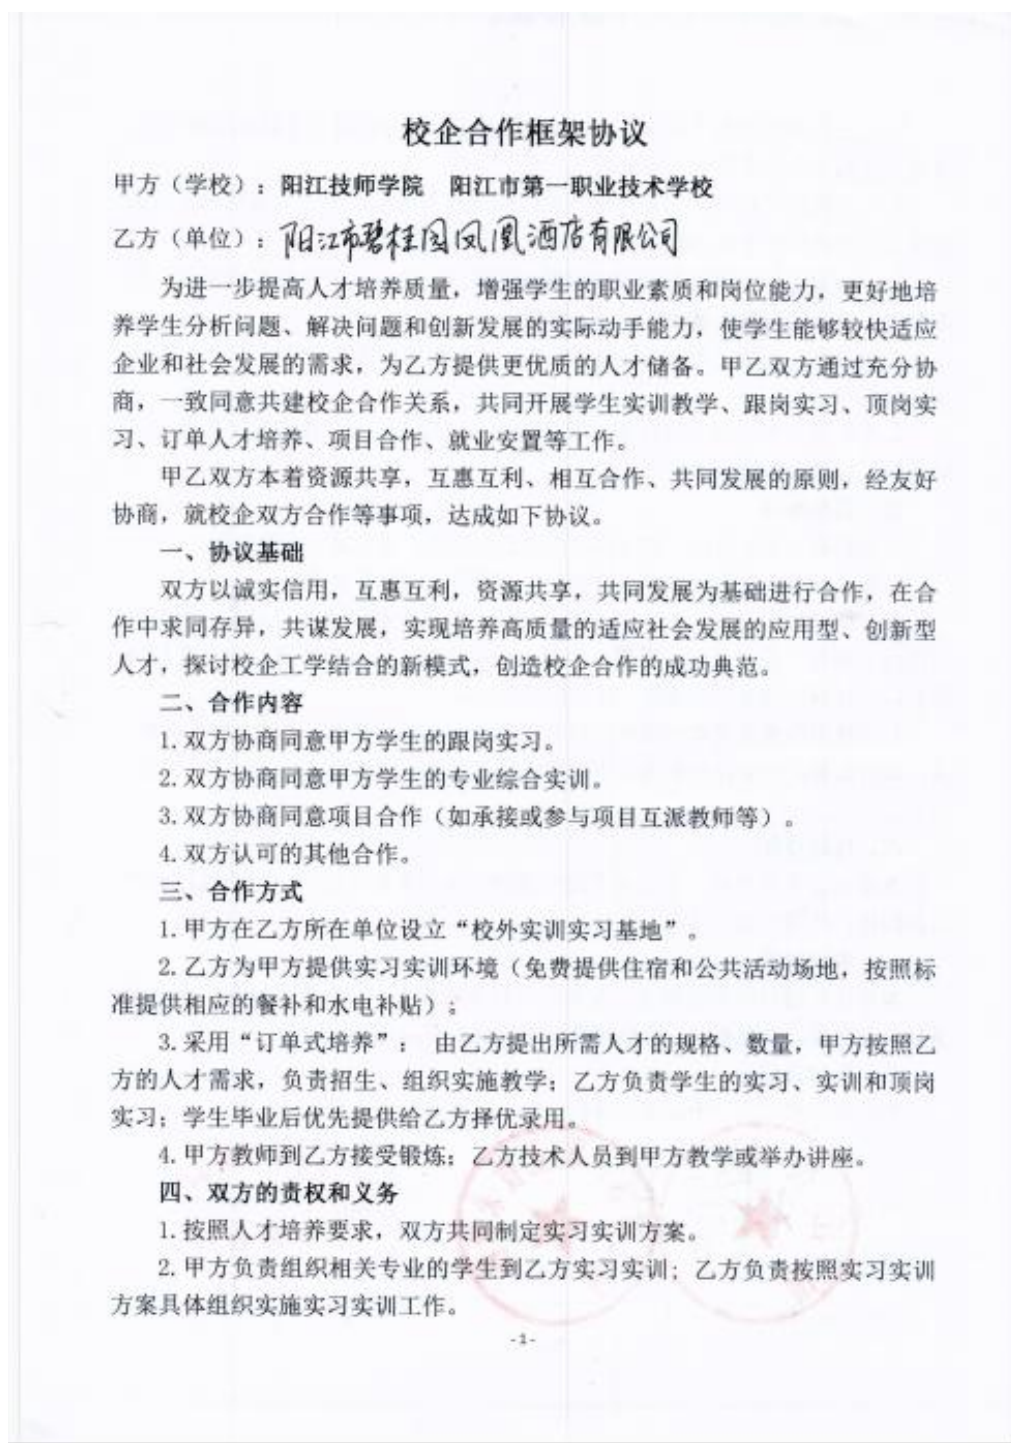 校企合作框架协议
甲方（学校）：阳江技师学院 阳江市第一职业技术学校
乙方（单位）：阳江市碧桂园凤凰酒店有限公司
为进一步提高人才培养质量，增强学生的职业素质和岗位能力，更好地培
养学生分析问题、解决问题和创新发展的实际动手能力，使学生能够较快适应
企业和社会发展的需求，为乙方提供更优质的人才储备。甲乙双方通过充分协
商，一致同意共建校企合作关系，共同开展学生实训教学、跟岗实习、顶岗实
习、订单人才培养、项目合作、就业安置等工作。
甲乙双方本着资源共享，互惠互利、相互合作、共同发展的原则，经友好
协商，就校企双方合作等事项，达成如下协议。
一、协议基础
双方以诚实信用，互惠互利，资源共享，共同发展为基础进行合作，在合
作中求同存异，共谋发展，实现培养高质量的适应社会发展的应用型、创新型
人才，探讨校企工学结合的新模式，创造校企合作的成功典范。
二、合作内容
1.双方协商同意甲方学生的跟岗实习。
2.双方协商同意甲方学生的专业综合实训。
3.双方协商同意项目合作（如承接或参与项目互派教师等）。
4.双方认可的其他合作。
三、合作方式
1.甲方在乙方所在单位设立“校外实训实习基地”。
2.乙方为甲方提供实习实训环境（免费提供住宿和公共活动场地，按照标
准提供相应的餐补和水电补贴）；
3.采用“订单式培养”： 由乙方提出所需人才的规格、数量，甲方按照乙
方的人才需求，负责招生、组织实施教学；乙方负责学生的实习、实训和顶岗
实习；学生毕业后优先提供给乙方择优录用。
4.甲方教师到乙方接受锻炼；乙方技术人员到甲方教学或举办讲座。
四、双方的责权和义务
1.按照人才培养要求，双方共同制定实习实训方案。
2.甲方负责组织相关专业的学生到乙方实习实训；乙方负责按照实习实训
方案具体组织实施实习实训工作。
-1-